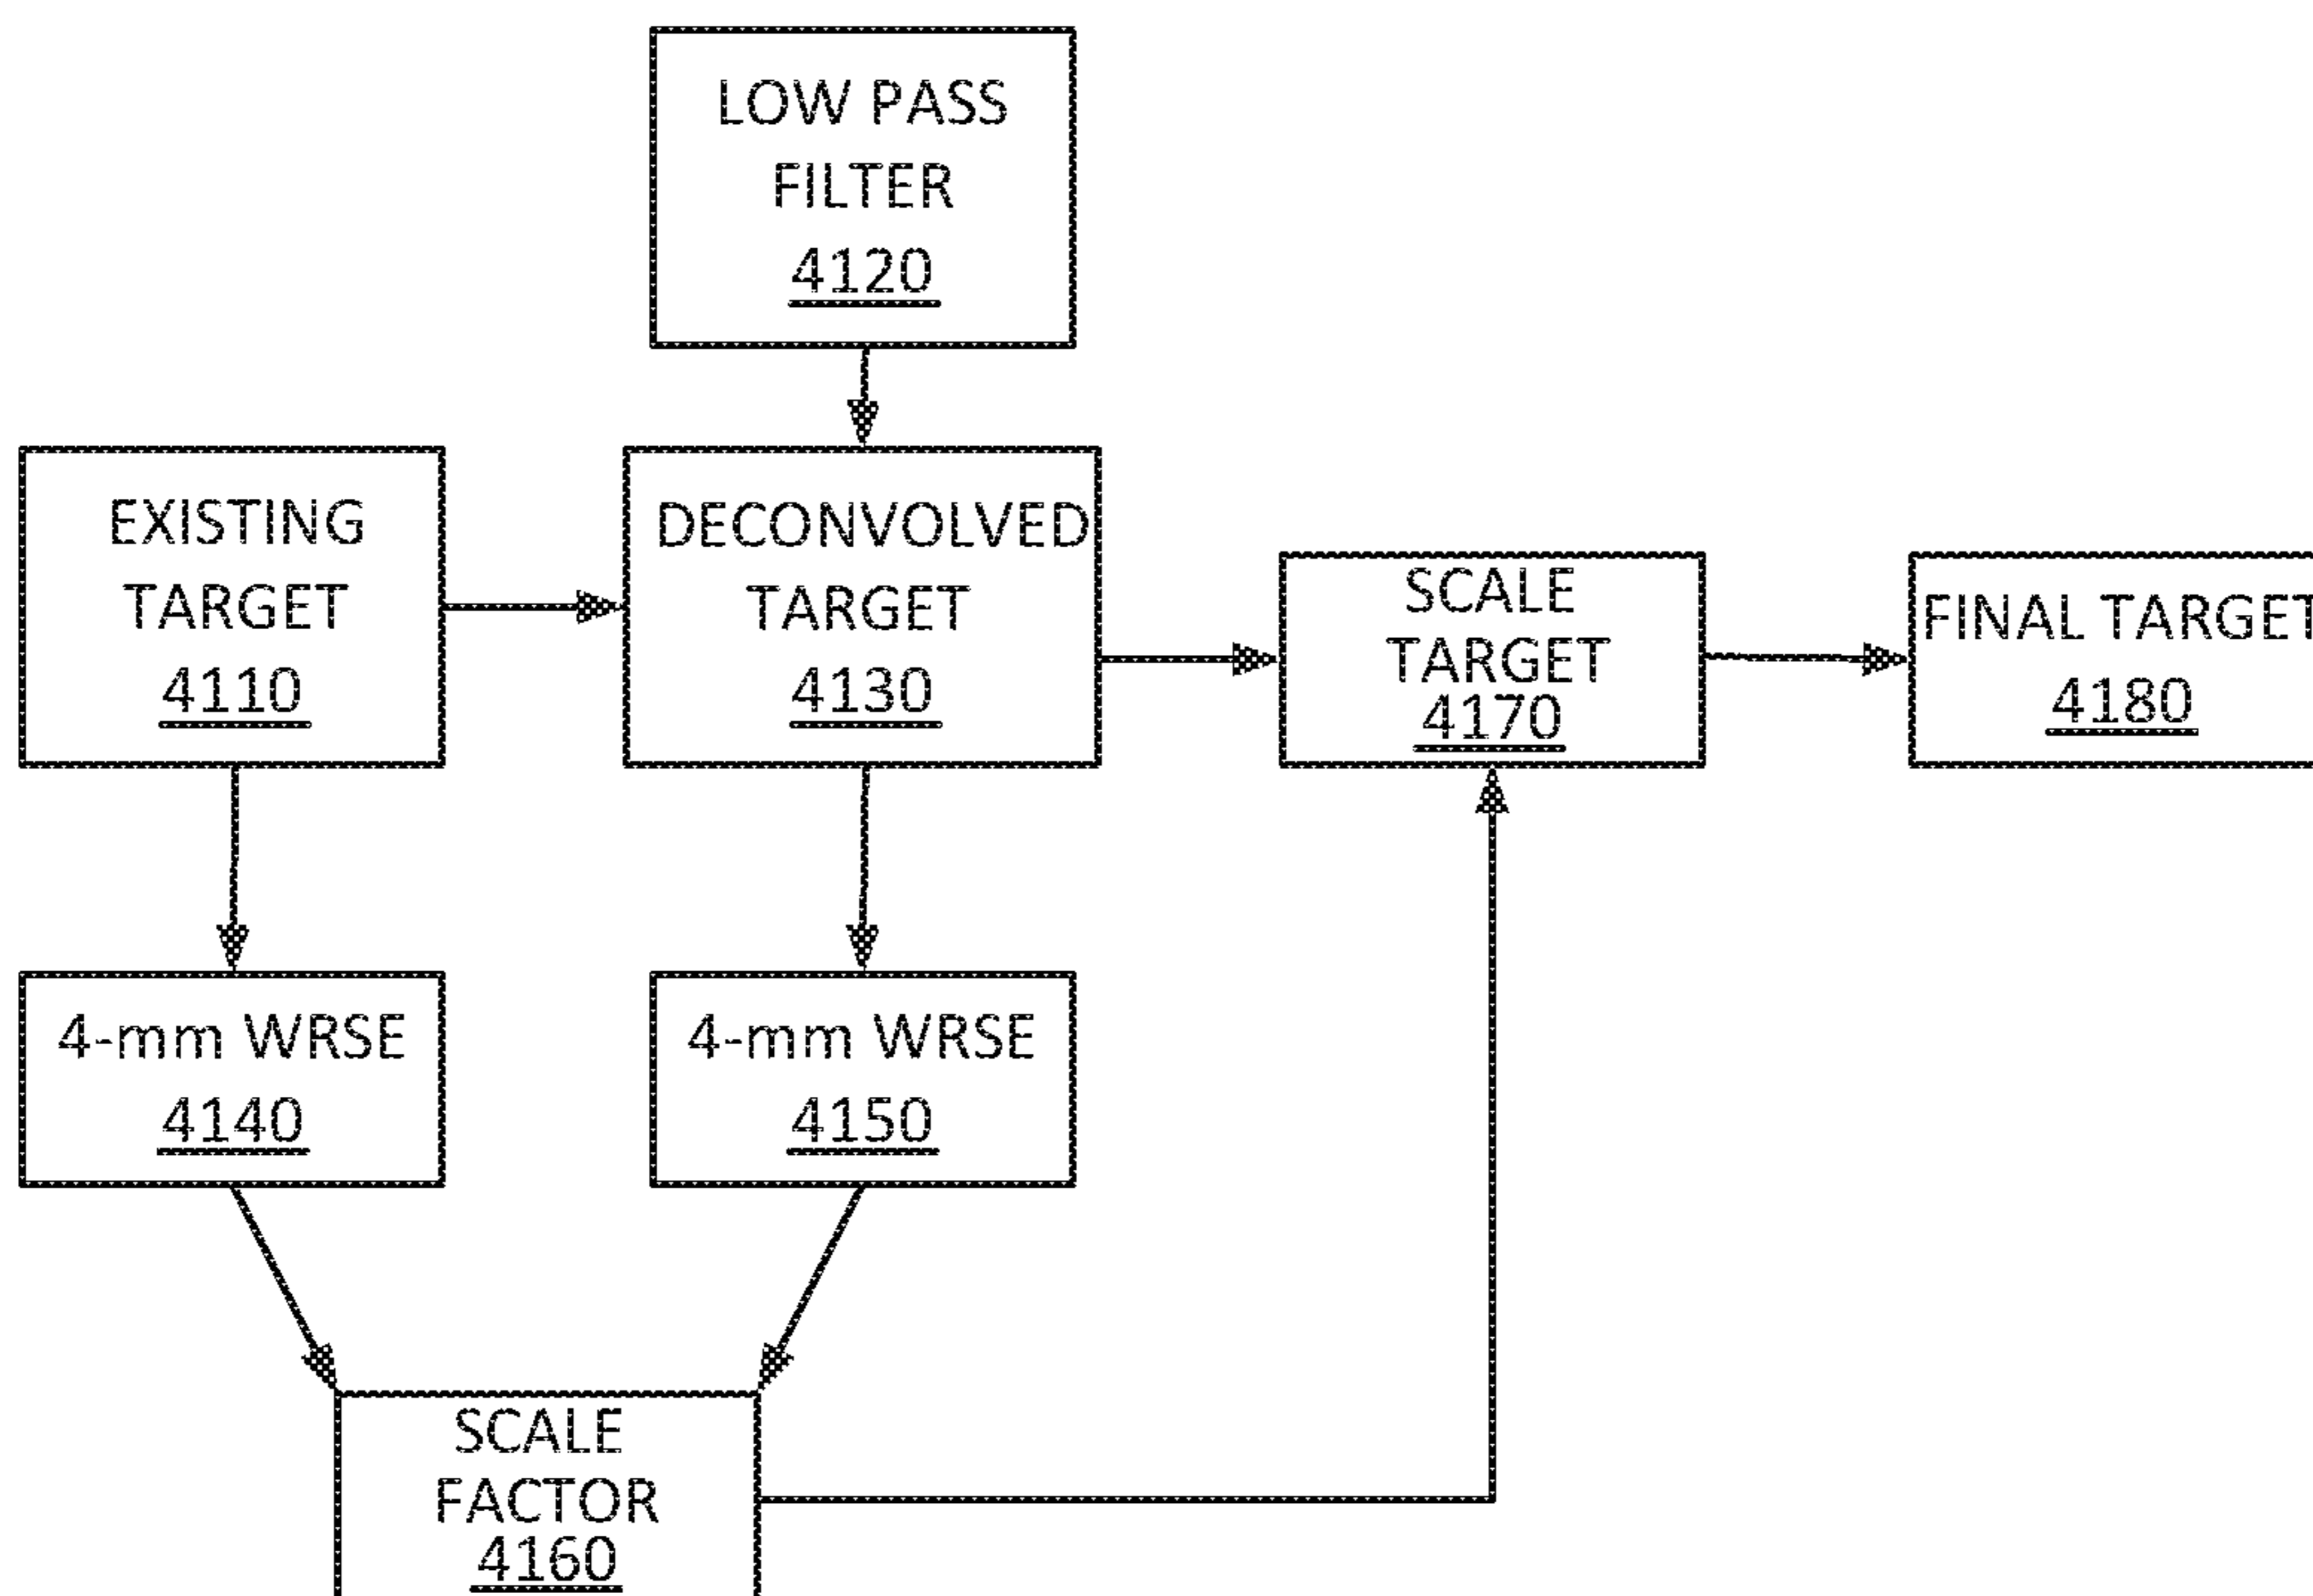 LOW PASS
FILTER
4120
EXISTING
TARGET
4110
DECONVOLVED
TARGET
4130
SCALE
TARGET
4170
FINAL TARGET
4180
4-mm WRSE
4140
4-mm WRSE
4150
SCALE
FACTOR
4160